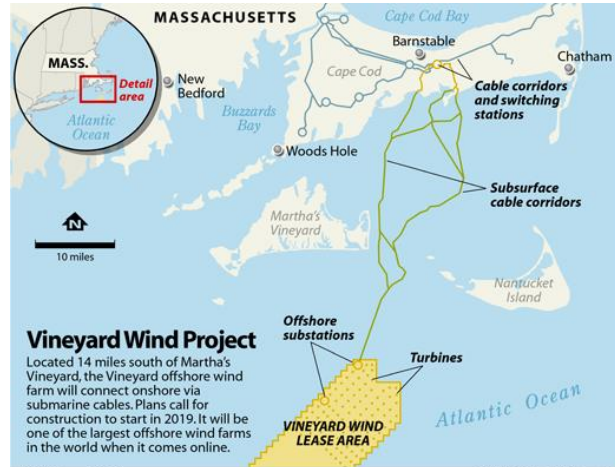 MASSACHUSETTS
Cape Cod Bay
Barnstable
Chatham
MASS.
Detail
area
New
Bedford
Cape Cod
Cable corridors
and switching
stations
Atlantic
Ocean
Buzzards
Bay
Woods Hole
Subsurface
cable corridors
Martha's
Vineyard
N
10 miles
Nantucket
Island
Offshore
substations
Vineyard Wind Project
Located 14 miles south of Martha's
Vineyard, the Vineyard offshore wind
farm will connect onshore via
submarine cables. Plans call for
construction to start in 2019. It will be
one of the largest offshore wind farms
in the world when it comes online.
Turbines
Atlantic Ocean
VINEYARD WIND
LEASE AREA